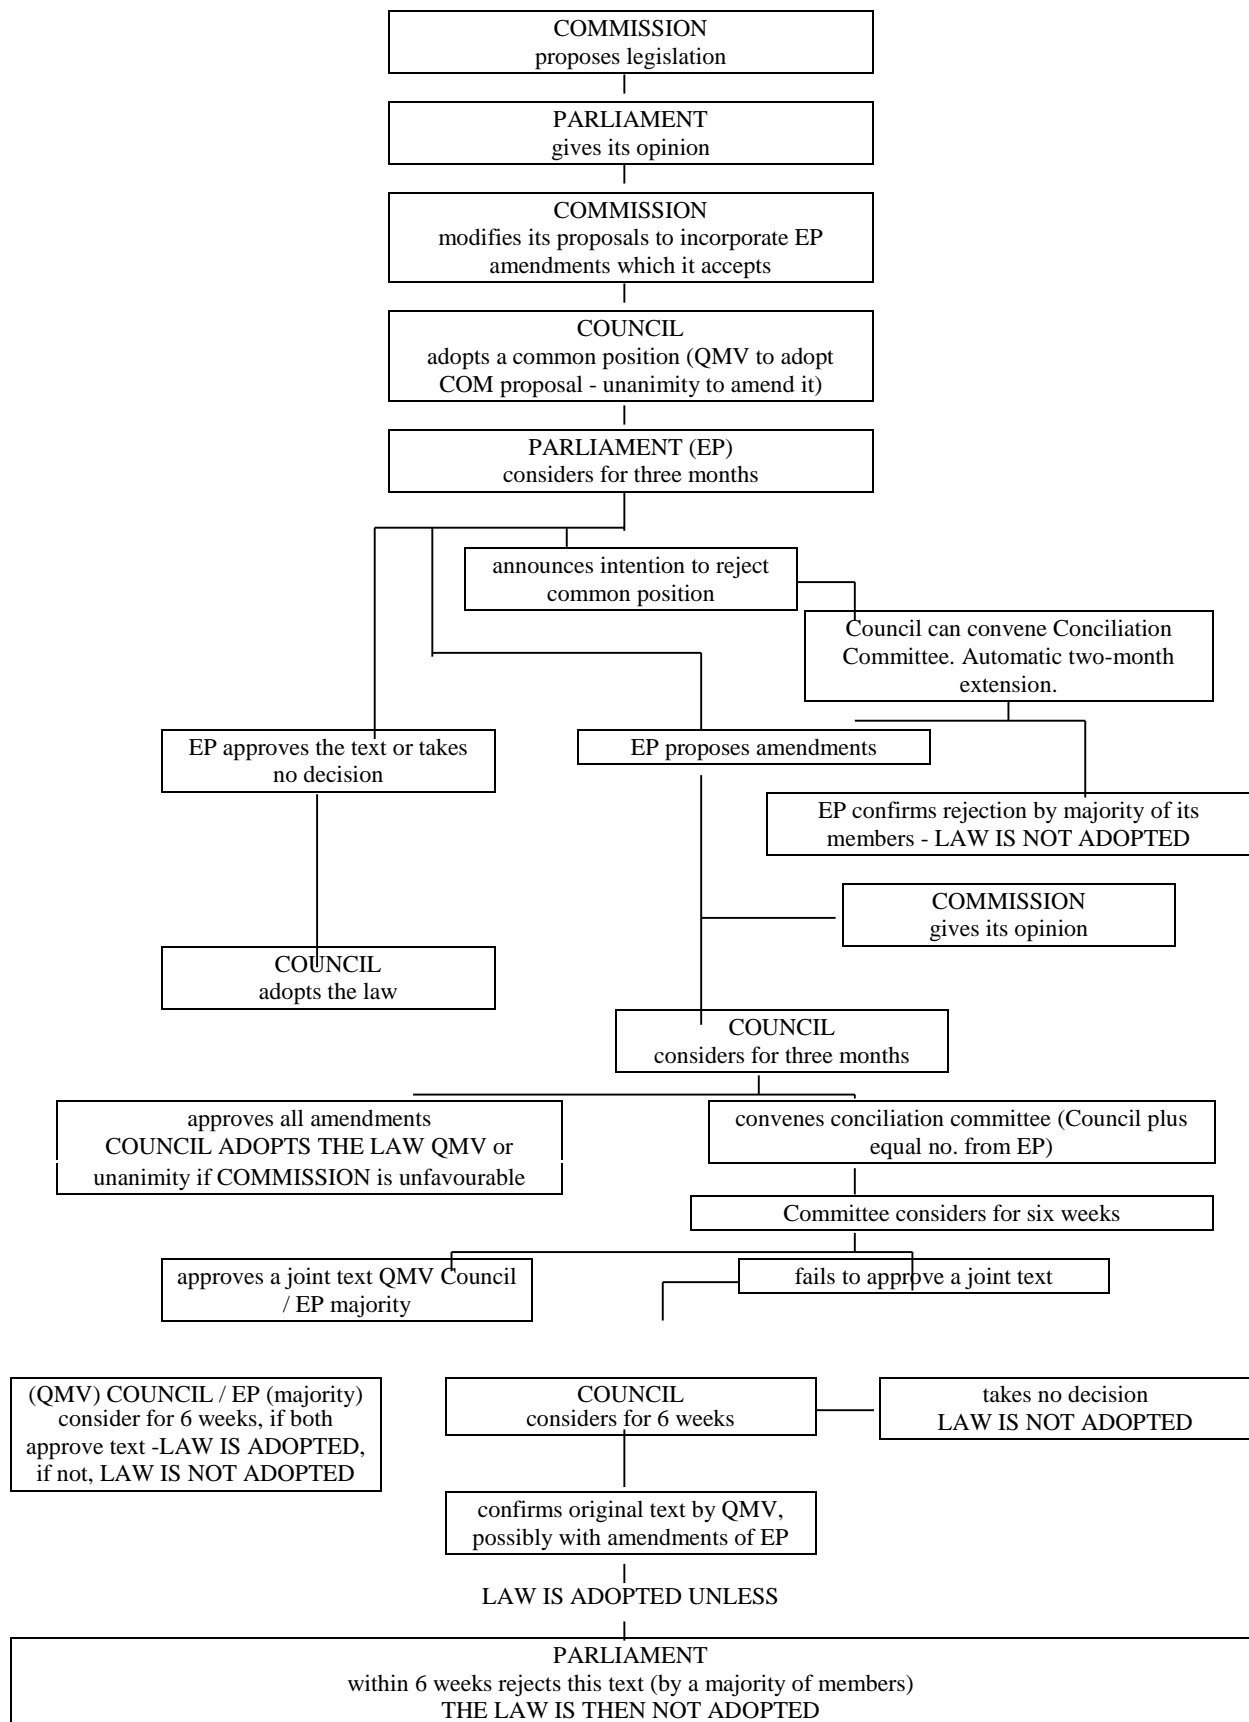 COMMISSION
proposes legislation
PARLIAMENT
gives its opinion
COMMISSION
modifies its proposals to incorporate EP
amendments which it accepts
COUNCIL
adopts a common position (QMV to adopt
COM proposal - unanimity to amend it)
PARLIAMENT (EP)
considers for three months
announces intention to reject
common position
Council can convene Conciliation
Committee. Automatic two-month
extension.
EP approves the text or takes
no decision
EP proposes amendments
EP confirms rejection by majority of its
members - LAW IS NOT ADOPTED
COMMISSION
gives its opinion
COUNCIL
adopts the law
COUNCIL
considers for three months
approves all amendments
COUNCIL ADOPTS THE LAW QMV or
unanimity if COMMISSION is unfavourable
convenes conciliation committee (Council plus
equal no. from EP)
Committee considers for six weeks
approves a joint text QMV Council
/ EP majority
fails to approve a joint text
(QMV) COUNCIL / EP (majority)
consider for 6 weeks, if both
approve text -LAW IS ADOPTED,
if not, LAW IS NOT ADOPTED
COUNCIL
considers for 6 weeks
takes no decision
LAW IS NOT ADOPTED
confirms original text by QMV,
possibly with amendments of EP
LAW IS ADOPTED UNLESS
PARLIAMENT
within 6 weeks rejects this text (by a majority of members)
THE LAW IS THEN NOT ADOPTED